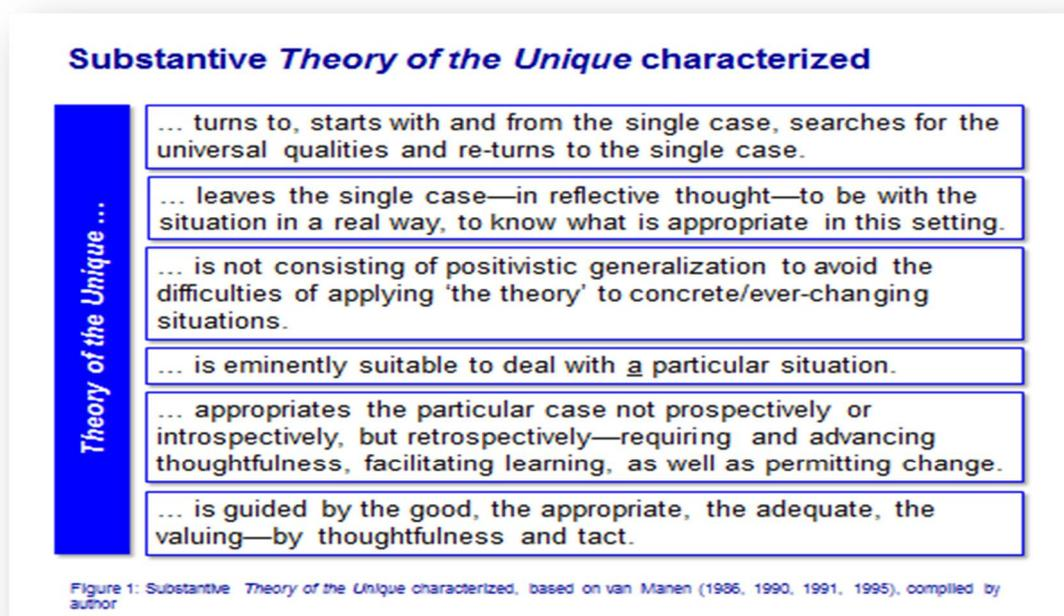 Substantive Theory of the Unique characterized
Theory of the Unique ...
... turns to, starts with and from the single case, searches for the
universal qualities and re-turns to the single case.
... leaves the single case—in reflective thought—to be with the
situation in a real way, to know what is appropriate in this setting.
... is not consisting of positivistic generalization to avoid the
difficulties of applying ‘the theory’ to concrete/ever-changing
situations.
... is eminently suitable to deal with a particular situation.
... appropriates the particular case not prospectively or
introspectively, but retrospectively—requiring and advancing
thoughtfulness, facilitating learning, as well as permitting change.
... is guided by the good, the appropriate, the adequate, the
valuing—by thoughtfulness and tact.
Figure 1: Substantive Theory of the Unique characterized, based on van Manen (1986, 1990, 1991, 1995), compiled by
author